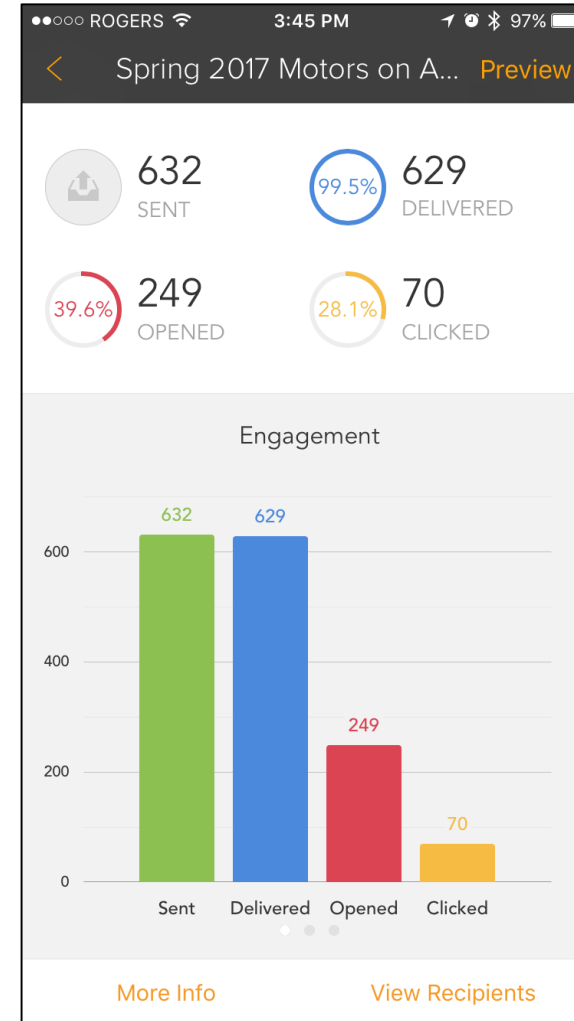 ROGERS 3:45 PM 97%
Spring 2017 Motors on A... Preview
632
SENT
99.5% 629
DELIVERED
39.6% 249
OPENED
28.1% 70
CLICKED
Engagement
632 629
600
400
249
200
70
0
Sent Delivered Opened Clicked
More Info View Recipients